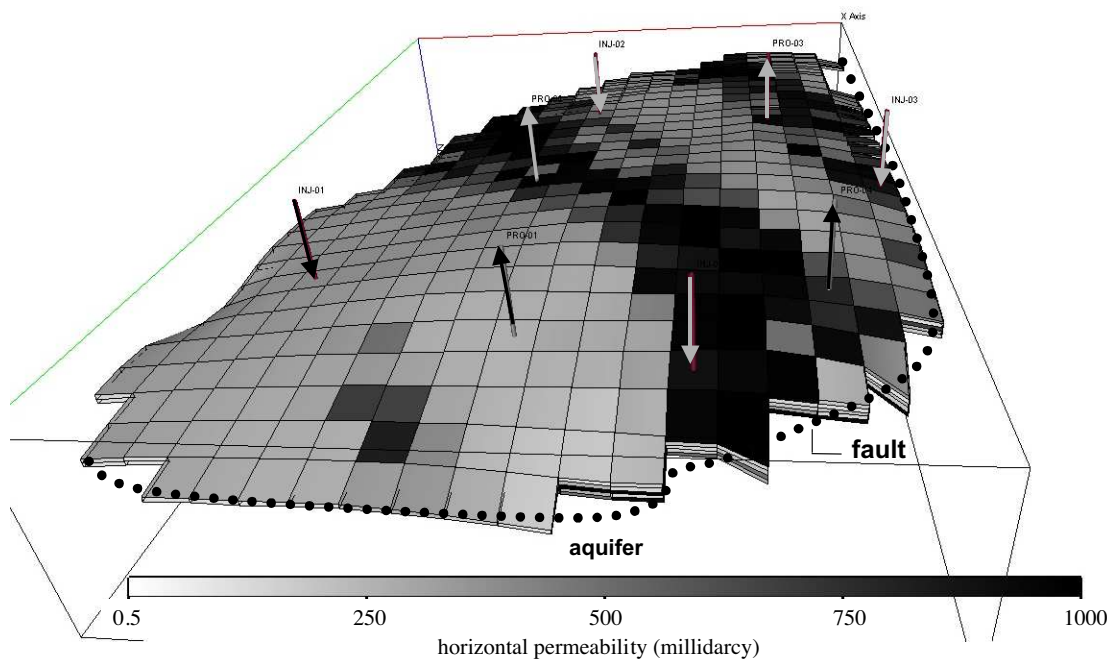 X Axis
INJ-02
PRO-03
INJ-03
INJ-01
PRO-01
fault
aquifer
0.5 250 500 750 1000
horizontal permeability (millidarcy)